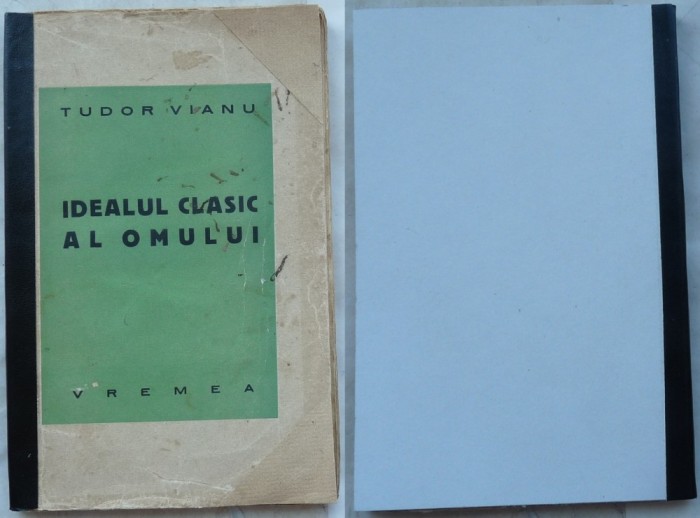 TUDOR VIANU
IDEALUL CLASIC
AL OMULUI
VREMEA